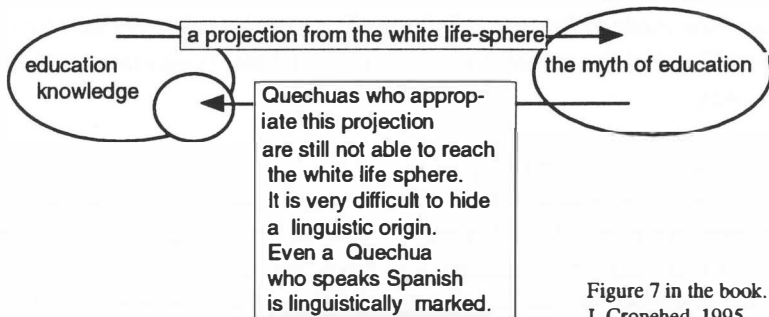 a projection from the white life-sphere
education
knowledge
the myth of education
Quechuas who approp-
iate this projection
are still not able to reach
the white life sphere.
It is very difficult to hide
a linguistic origin.
Even a Quechua
who speaks Spanish
is linguistically marked.
Figure 7 in the book.
J. Cronehed, 1995